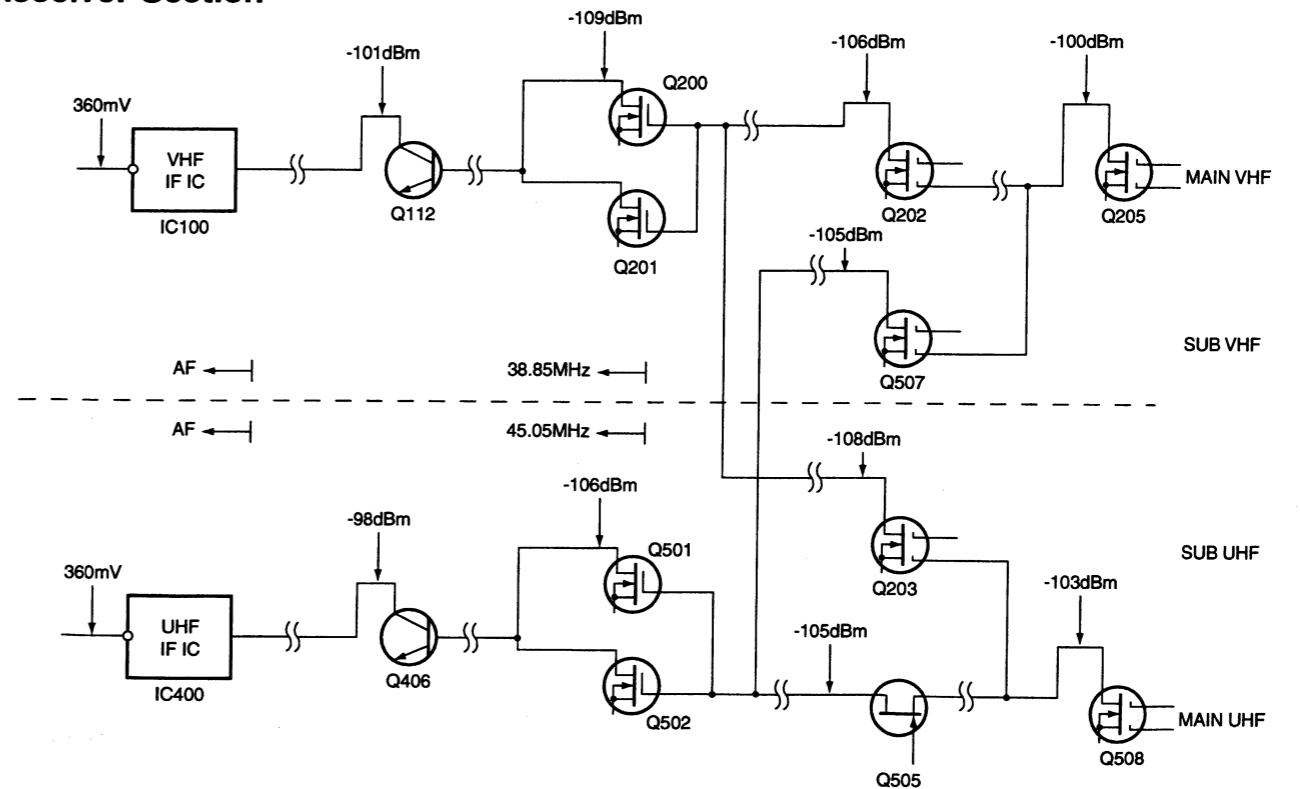 Receiver Section
-109dBm
-106dBm
-100dBm
-101dBm
Q200
360mV
VHF
IF IC
IC100
Q112
Q202
MAIN VHF
Q205
-105dBm
Q201
SUB VHF
AF
38.85MHz
Q507
AF
45.05MHz
-108dBm
-106dBm
-98dBm
Q501
SUB UHF
360mV
Q203
-103dBm
UHF
IF IC
-105dBm
IC400
Q406
Q502
MAIN UHF
Q505
Q508